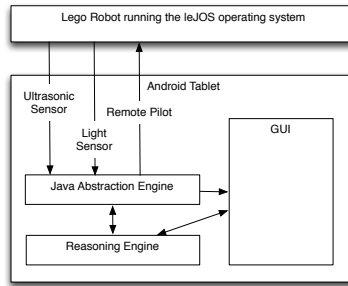 Lego Robot running the leJOS operating system
Android Tablet
Ultrasonic
Sensor
Remote Pilot
Light
Sensor
GUI
Java Abstraction Engine
Reasoning Engine